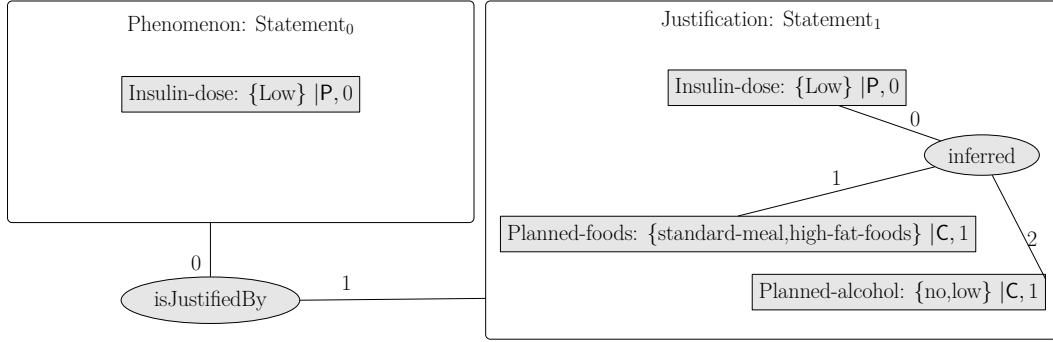 Phenomenon: Statement₀
Insulin-dose: {Low} |P, 0
0
isJustifiedBy
1
Justification: Statement₁
Insulin-dose: {Low} |P, 0
0
inferred
1
Planned-foods: {standard-meal,high-fat-foods} |C, 1
2
Planned-alcohol: {no,low} |C, 1